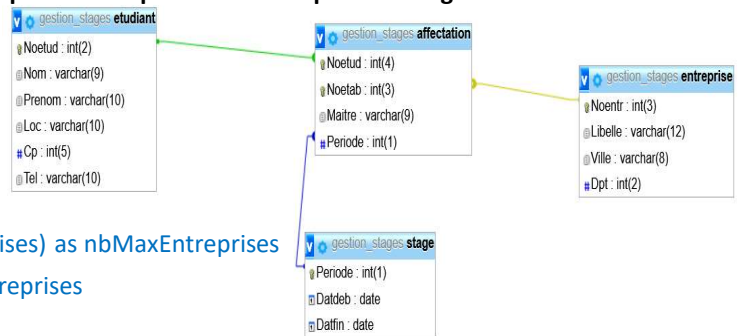 gestion_stages etudiant
Noetud : int(2)
Nom : varchar(9)
Prenom : varchar(10)
Loc : varchar(10)
Cp : int(5)
Tel : varchar(10)
gestion_stages affectation
Noetud : int(4)
Noetab : int(3)
Maitre : varchar(9)
Periode : int(1)
gestion_stages entreprise
Noentr : int(3)
Libelle : varchar(12)
Ville : varchar(8)
Dpt : int(2)
ises) as nbMaxEntreprises
reprises
gestion_stages stage
Periode : int(1)
Datdeb : date
Datfin : date